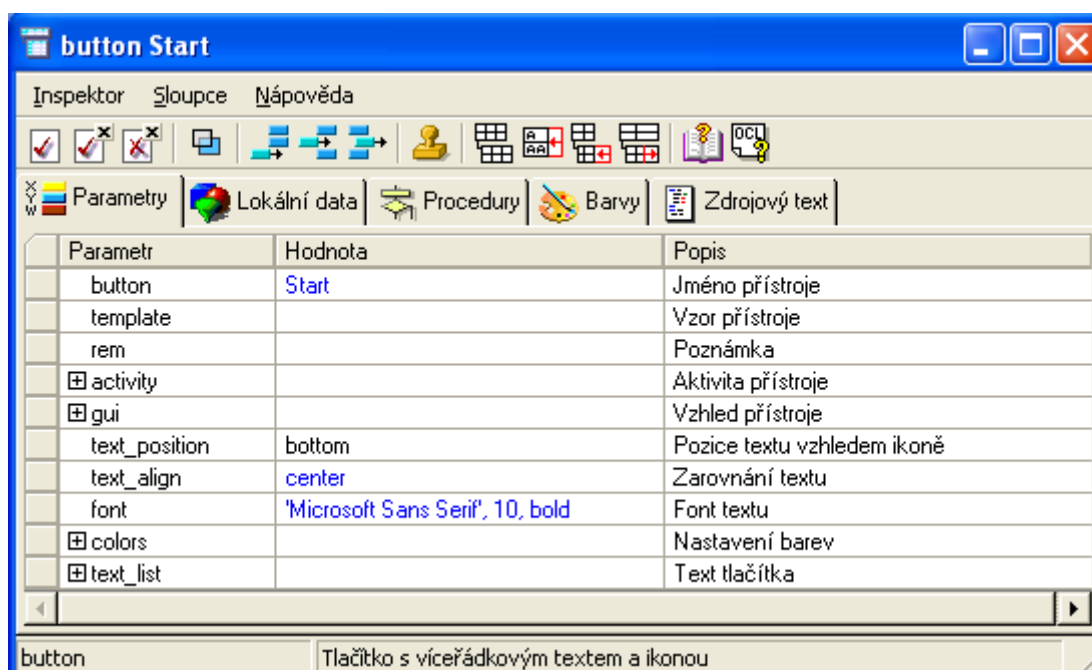 button Start
Inspektor Sloupce Nápověda
A AA OCL
X Y W Parametry Lokální data Procedury Barvy Zdrojový text
Parametr Hodnota Popis
button Start Jméno přístroje
template Vzor přístroje
rem Poznámka
activity Aktivita přístroje
gui Vzhled přístroje
text_position bottom Pozice textu vzhledem ikoně
text_align center Zarovnání textu
font 'Microsoft Sans Serif', 10, bold Font textu
colors Nastavení barev
text_list Text tlačítka
button Tlačítko s víceřádkovým textem a ikonou